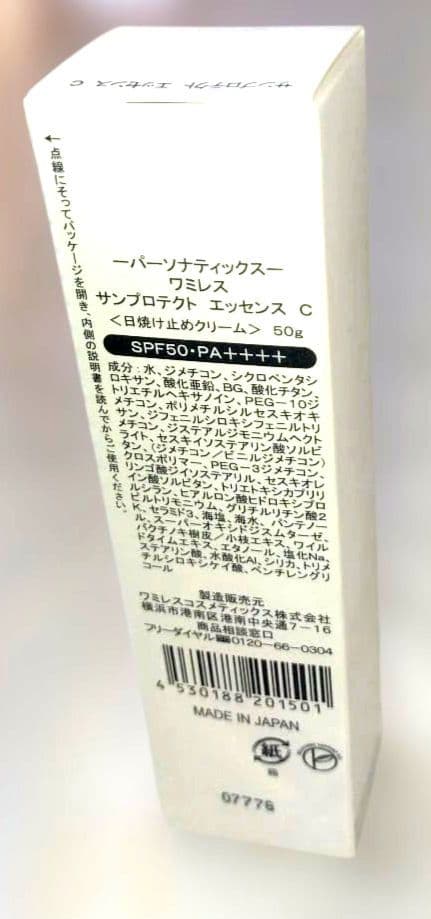 サンプロテクト エッセンス C
←点線にそってパッケージを開き、内側の説明書を読んでからご使用ください。
ーパーソナティックスー
ワミレス
サンプロテクト エッセンス C
＜日焼け止めクリーム＞ 50g
SPF50・PA++++
成分：水、ジメチコン、シクロペンタシ
ロキサン、酸化亜鉛、BG、酸化チタン、
トリエチルヘキサノイン、PEG－10ジ
メチコン、ポリメチルシルセスキオキ
サン、ジフェニルシロキシフェニルトリ
メチコン、ジステアルジモニウムヘクト
ライト、セスキイソステアリン酸ソルビ
タン、（ジメチコン／ビニルジメチコン）
クロスポリマー、PEG－3ジメチコン、
リンゴ酸ジイソステアリル、セスキオレ
イン酸ソルビタン、トリエトキシカプリリ
ルシラン、ヒアルロン酸ヒドロキシプロ
ピルトリモニウム、グリチルリチン酸2
K、セラミド3、海塩、海水、パンテノー
ル、スーパーオキシドジスムターゼ、
バクチノキ樹皮／小枝エキス、ワイル
ドタイムエキス、エタノール、塩化Na、
ステアリン酸、水酸化Al、シリカ、トリメ
チルシロキシケイ酸、ペンチレングリ
コール
製造販売元
ワミレスコスメティックス株式会社
横浜市港南区港南中央通7－16
商品相談窓口
フリーダイヤル 0120－66－0304
4 530188 201501
MADE IN JAPAN
紙
07776